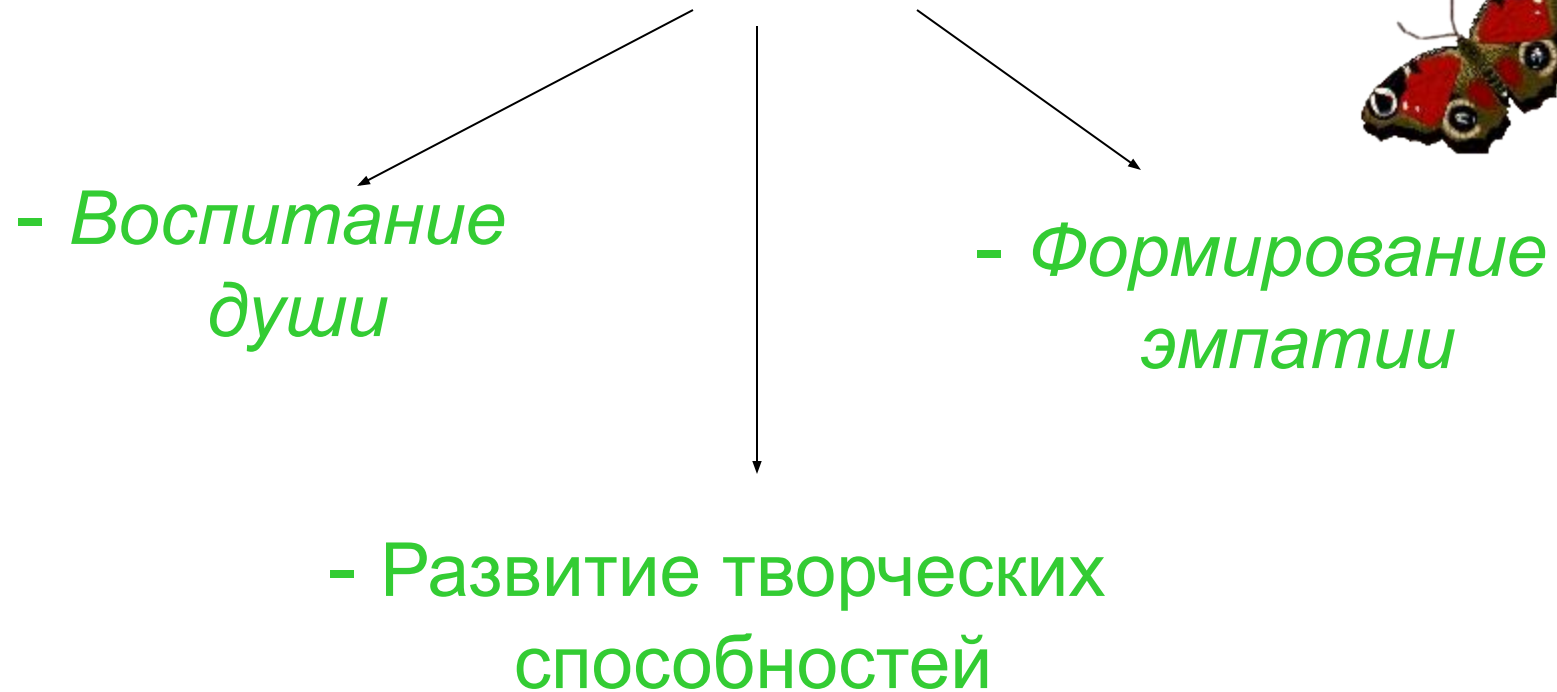 - Воспитание
души
- Формирование
эмпатии
- Развитие творческих
способностей